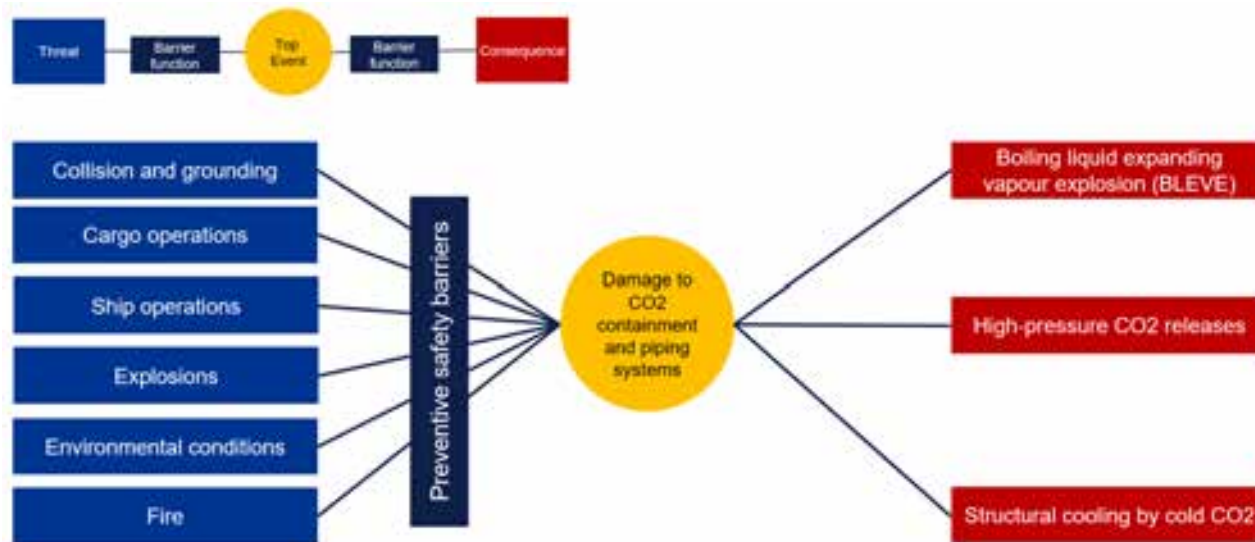 Threat
Barrier
function
Top
Event
Barrier
function
Consequence
Collision and grounding
Cargo operations
Ship operations
Explosions
Environmental conditions
Fire
Preventive safety barriers
Damage to
CO2
containment
and piping
systems
Boiling liquid expanding
vapour explosion (BLEVE)
High-pressure CO2 releases
Structural cooling by cold CO2